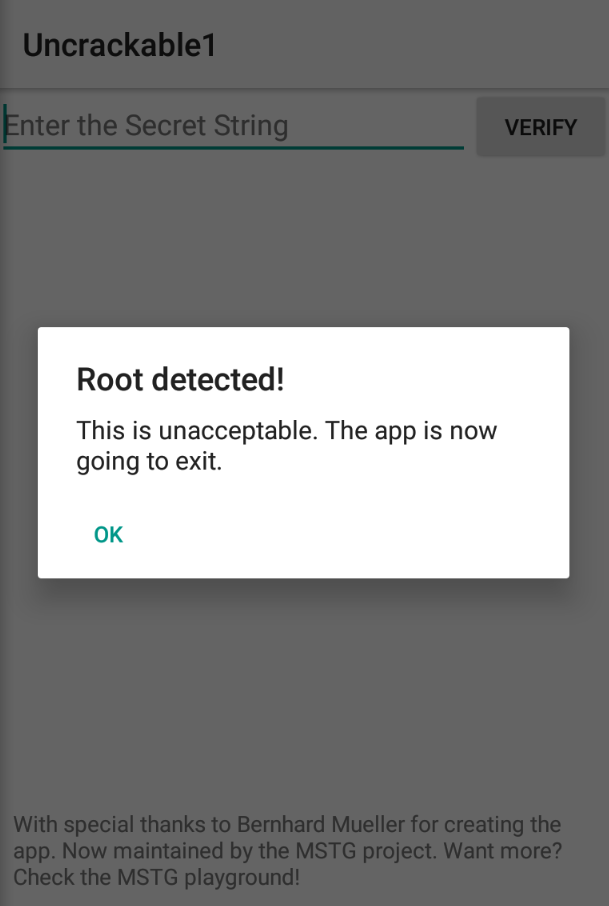 Uncrackable1
Enter the Secret String
VERIFY
Root detected!
This is unacceptable. The app is now
going to exit.
OK
With special thanks to Bernhard Mueller for creating the
app. Now maintained by the MSTG project. Want more?
Check the MSTG playground!